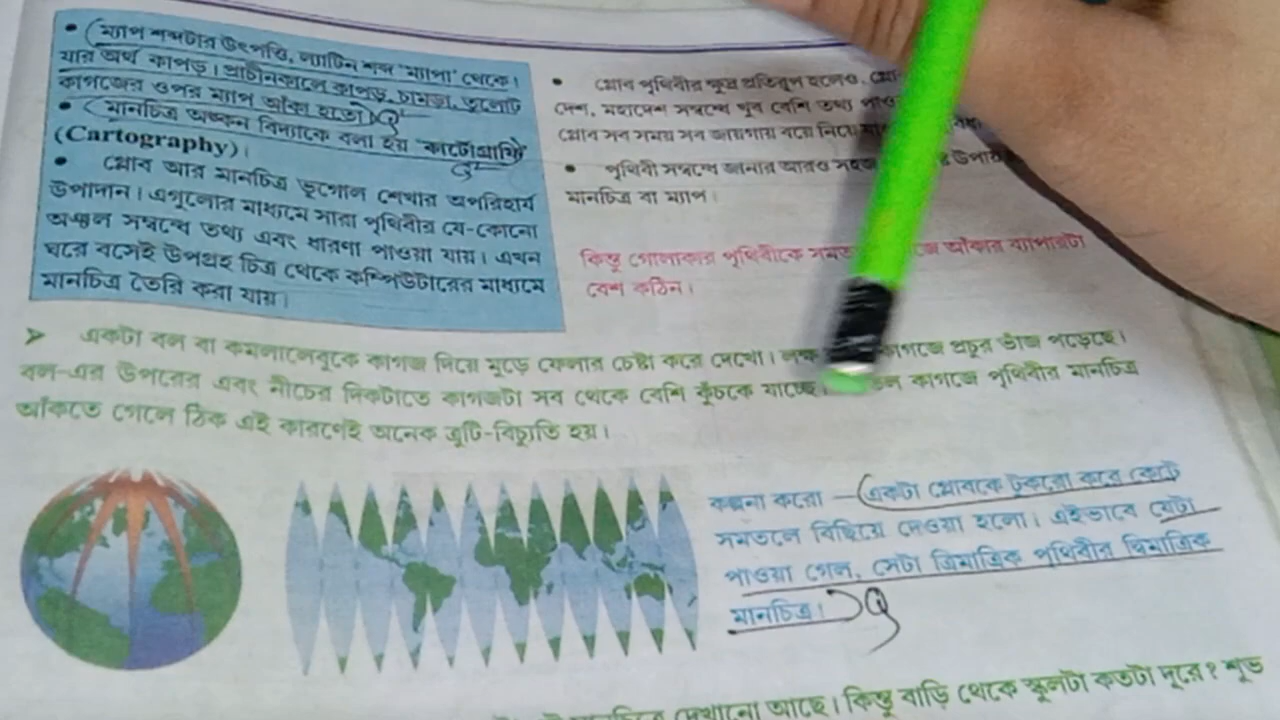 • ম্যাপ শব্দটার উৎপত্তি, ল্যাটিন শব্দ 'ম্যাপা' থেকে।
যার অর্থ কাপড়। প্রাচীনকালে কাপড়, চামড়া, তুলোট
কাগজের ওপর ম্যাপ আঁকা হতো।
• মানচিত্র অঙ্কন বিদ্যাকে বলা হয় 'কার্টোগ্রাফি'
(Cartography)।
• গ্লোব আর মানচিত্র ভূগোল শেখার অপরিহার্য
উপাদান। এগুলোর মাধ্যমে সারা পৃথিবীর যে-কোনো
অঞ্চল সম্বন্ধে তথ্য এবং ধারণা পাওয়া যায়। এখন
ঘরে বসেই উপগ্রহ চিত্র থেকে কম্পিউটারের মাধ্যমে
মানচিত্র তৈরি করা যায়।
• গ্লোব পৃথিবীর ক্ষুদ্র প্রতিরূপ হলেও,
দেশ, মহাদেশ সম্বন্ধে খুব বেশি তথ্য
গ্লোব সব সময় সব জায়গায় বয়ে নিয়ে
• পৃথিবী সম্বন্ধে জানার আরও সহজ
মানচিত্র বা ম্যাপ।
কিন্তু গোলাকার পৃথিবীকে আঁকার ব্যাপারটা
বেশ কঠিন।
➤ একটা বল বা কমলালেবুকে কাগজ দিয়ে মুড়ে ফেলার চেষ্টা করে দেখো। কাগজে প্রচুর ভাঁজ পড়েছে।
বল-এর উপরের এবং নীচের দিকটাতে কাগজটা সব থেকে বেশি কুঁচকে যাচ্ছে। কাগজে পৃথিবীর মানচিত্র
আঁকতে গেলে ঠিক এই কারণেই অনেক ত্রুটি-বিচ্যুতি হয়।
কল্পনা করো — একটা গ্লোবকে টুকরো করে কেটে
সমতলে বিছিয়ে দেওয়া হলো। এইভাবে যেটা
পাওয়া গেল, সেটা ত্রিমাত্রিক পৃথিবীর দ্বিমাত্রিক
মানচিত্র।
দেখানো আছে। কিন্তু বাড়ি থেকে স্কুলটা কতটা দূরে? শুভ